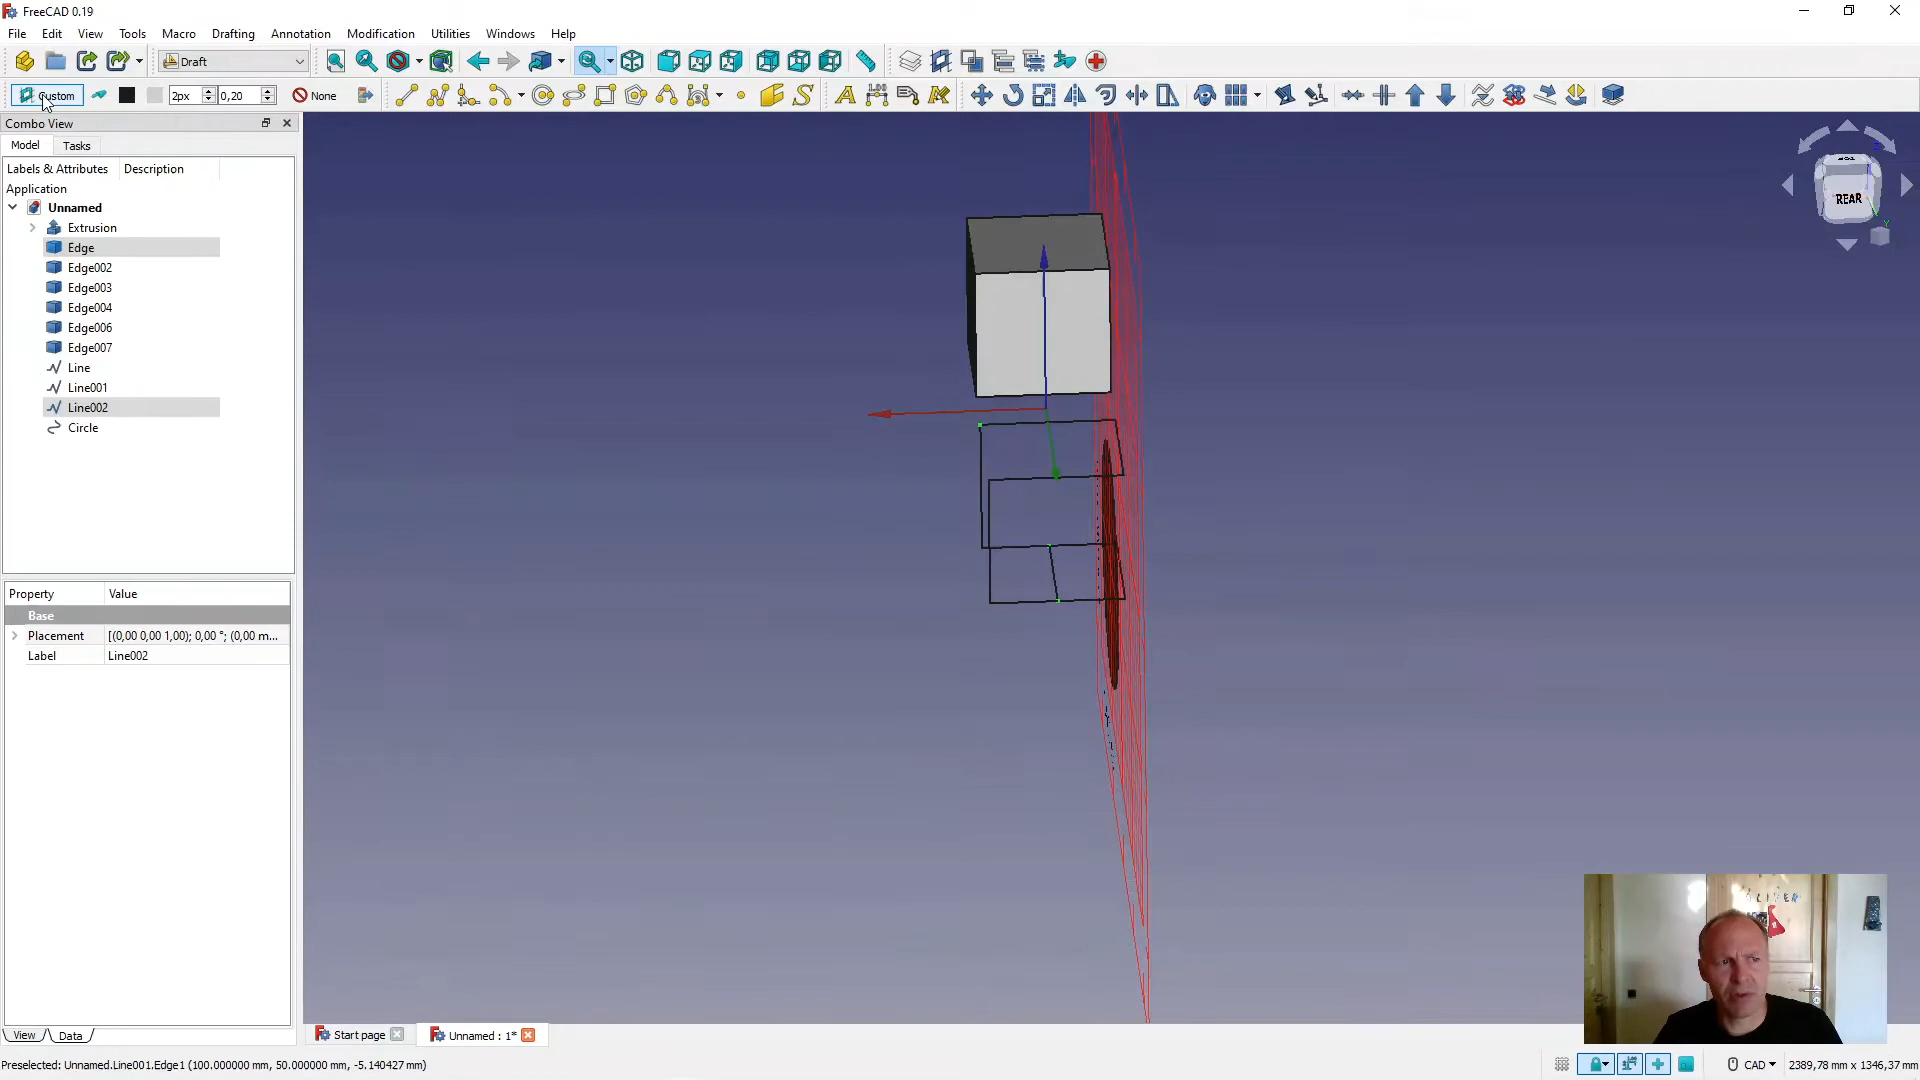 FreeCAD 0.19
File Edit View Tools Macro Drafting Annotation Modification Utilities Windows Help
Draft
Custom 2px 0,20 None
Combo View
Model Tasks
Labels & Attributes Description
Application
Unnamed
Extrusion
Edge
Edge002
Edge003
Edge004
Edge006
Edge007
Line
Line001
Line002
Circle
Property Value
Base
Placement [(0,00 0,00 1,00); 0,00 °; (0,00 m...
Label Line002
View Data
Start page Unnamed : 1*
Preselected: Unnamed.Line001.Edge1 (100.000000 mm, 50.000000 mm, -5.140427 mm)
CAD 2389,78 mm x 1346,37 mm
TOP
REAR
Z
Y